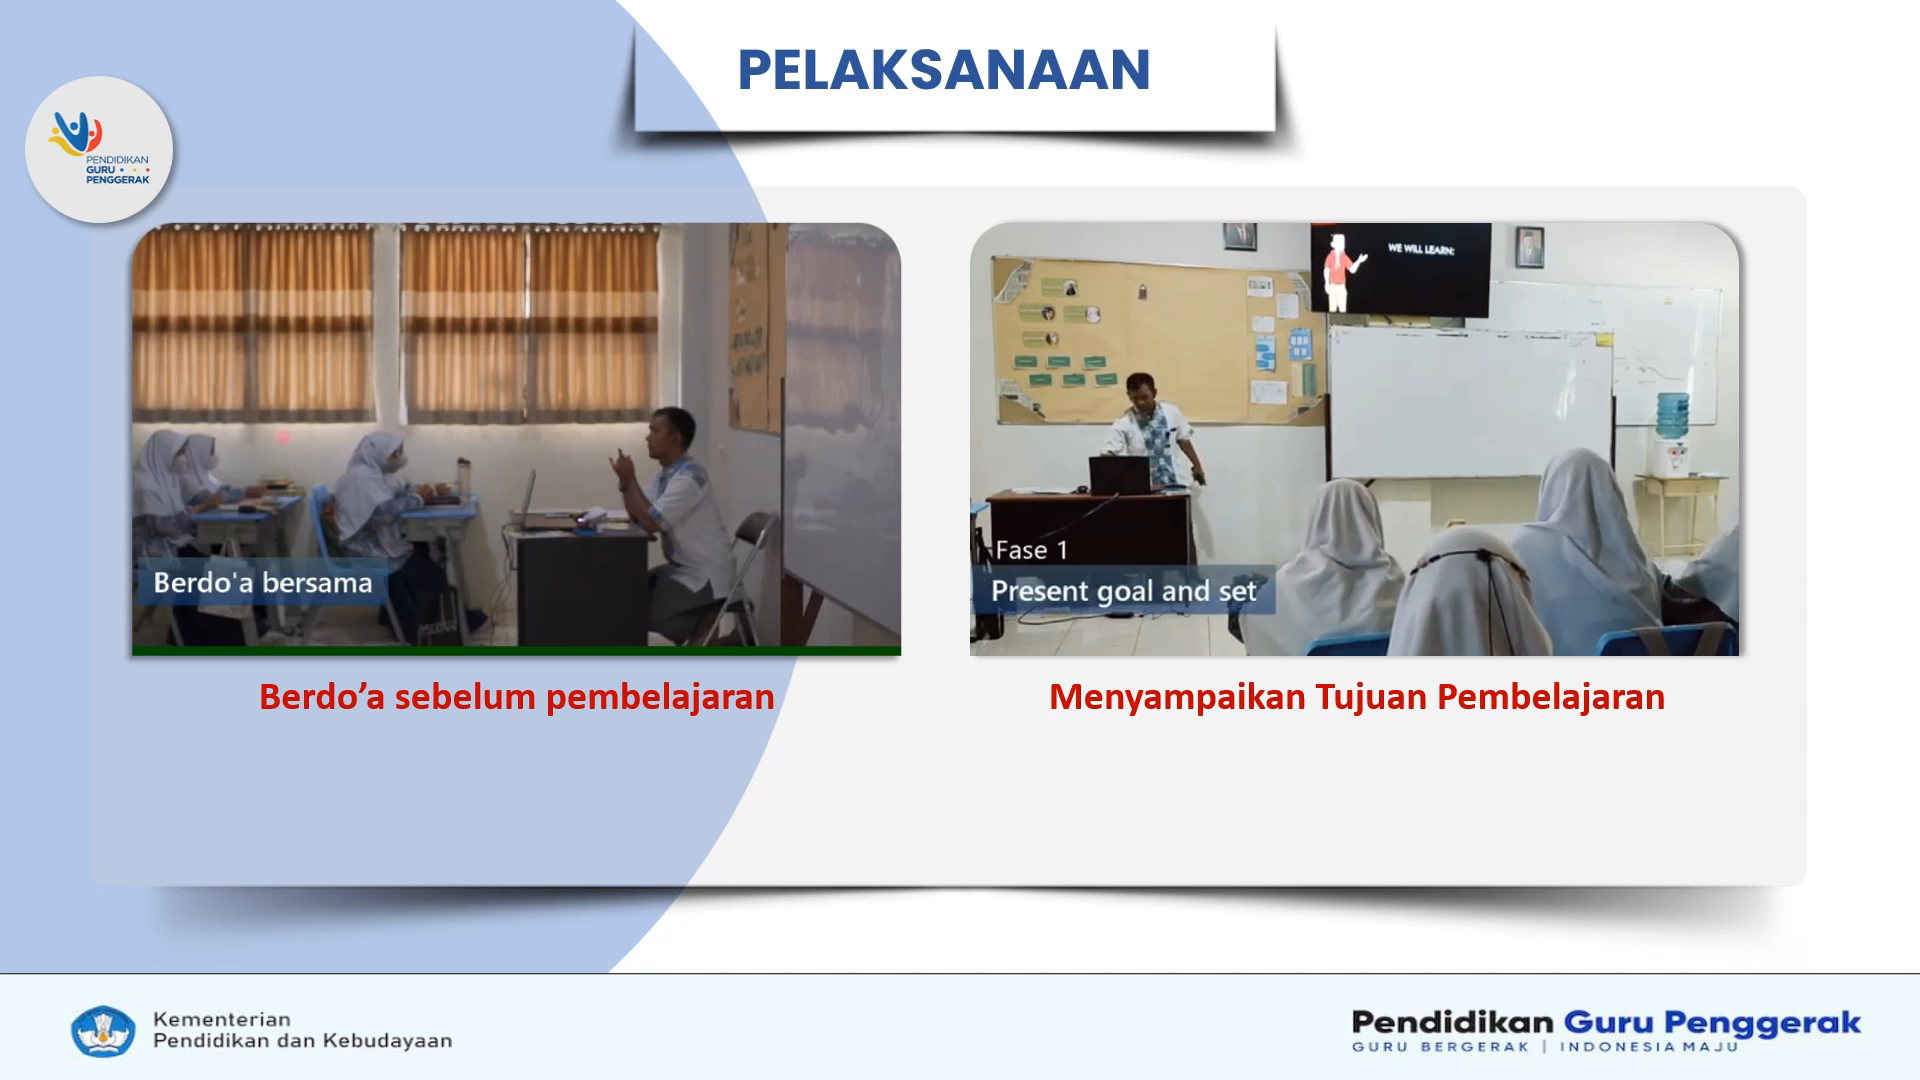 PELAKSANAAN
PENDIDIKAN
GURU
PENGGERAK
WE WILL LEARN:
Berdo'a bersama
Fase 1
Present goal and set
Berdo’a sebelum pembelajaran
Menyampaikan Tujuan Pembelajaran
Kementerian
Pendidikan dan Kebudayaan
Pendidikan Guru Penggerak
GURU BERGERAK | INDONESIA MAJU